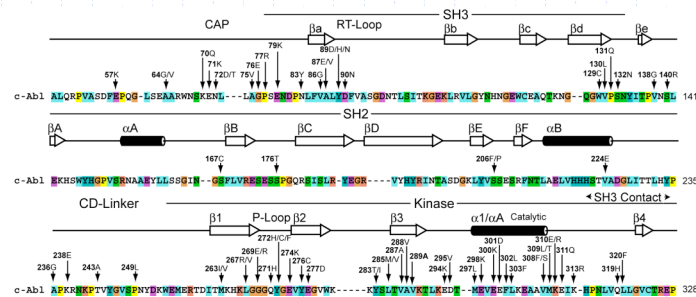 SH3
CAP
RT-Loop
βa βb βc βd βe
79K 89D/H/N
70Q 77R 87E/V 131Q
71K 76E 130L
57K 64G/V 72D/T 75V 83Y 86G 90N 129C 132N 138G 140R
c-Abl ALQRPVASDFEPQG-LSEAARWNSKENL---LAGPSENDPNLFVALYDFVASGDNTLSITKGEKLRVLGYNHNGEWCEAQTKNG--QGWVPSNYITPVNSL 141
SH2
βA αA βB βC βD βE βF αB
167C 176T 206F/P 224E
c-Abl EKHSWYHGPVSRNAAEYLLSSGIN--GSFLVRESESSPGQRSISLR-YEGR---VYHYRINTASDGKLYVSSESRFNTLAELVHHHSTVADGLITTLHYP 235
SH3 Contact
CD-Linker
Kinase
β1 P-Loop β2 β3 α1/αA Catalytic β4
272H/C/F 288V 301D 310E/R
238E 269E/R 274K 287A 300K 309L/T
236G 243A 249L 267R/V 276C 285M/V 289A 295V 298K 302L 308F/S 311Q 320F
263I/V 271H 277D 283T/I 294K 297L 303F 313R 319H
c-Abl APKRNKPTVYGVSPNYDKWEMERTDITMKHKLGGGQYGEVYEGVWK----KYSLTVAVKTLKEDT---MEVEEFLKEAAVMKEIK-HPNLVQLLGVCTREP 328